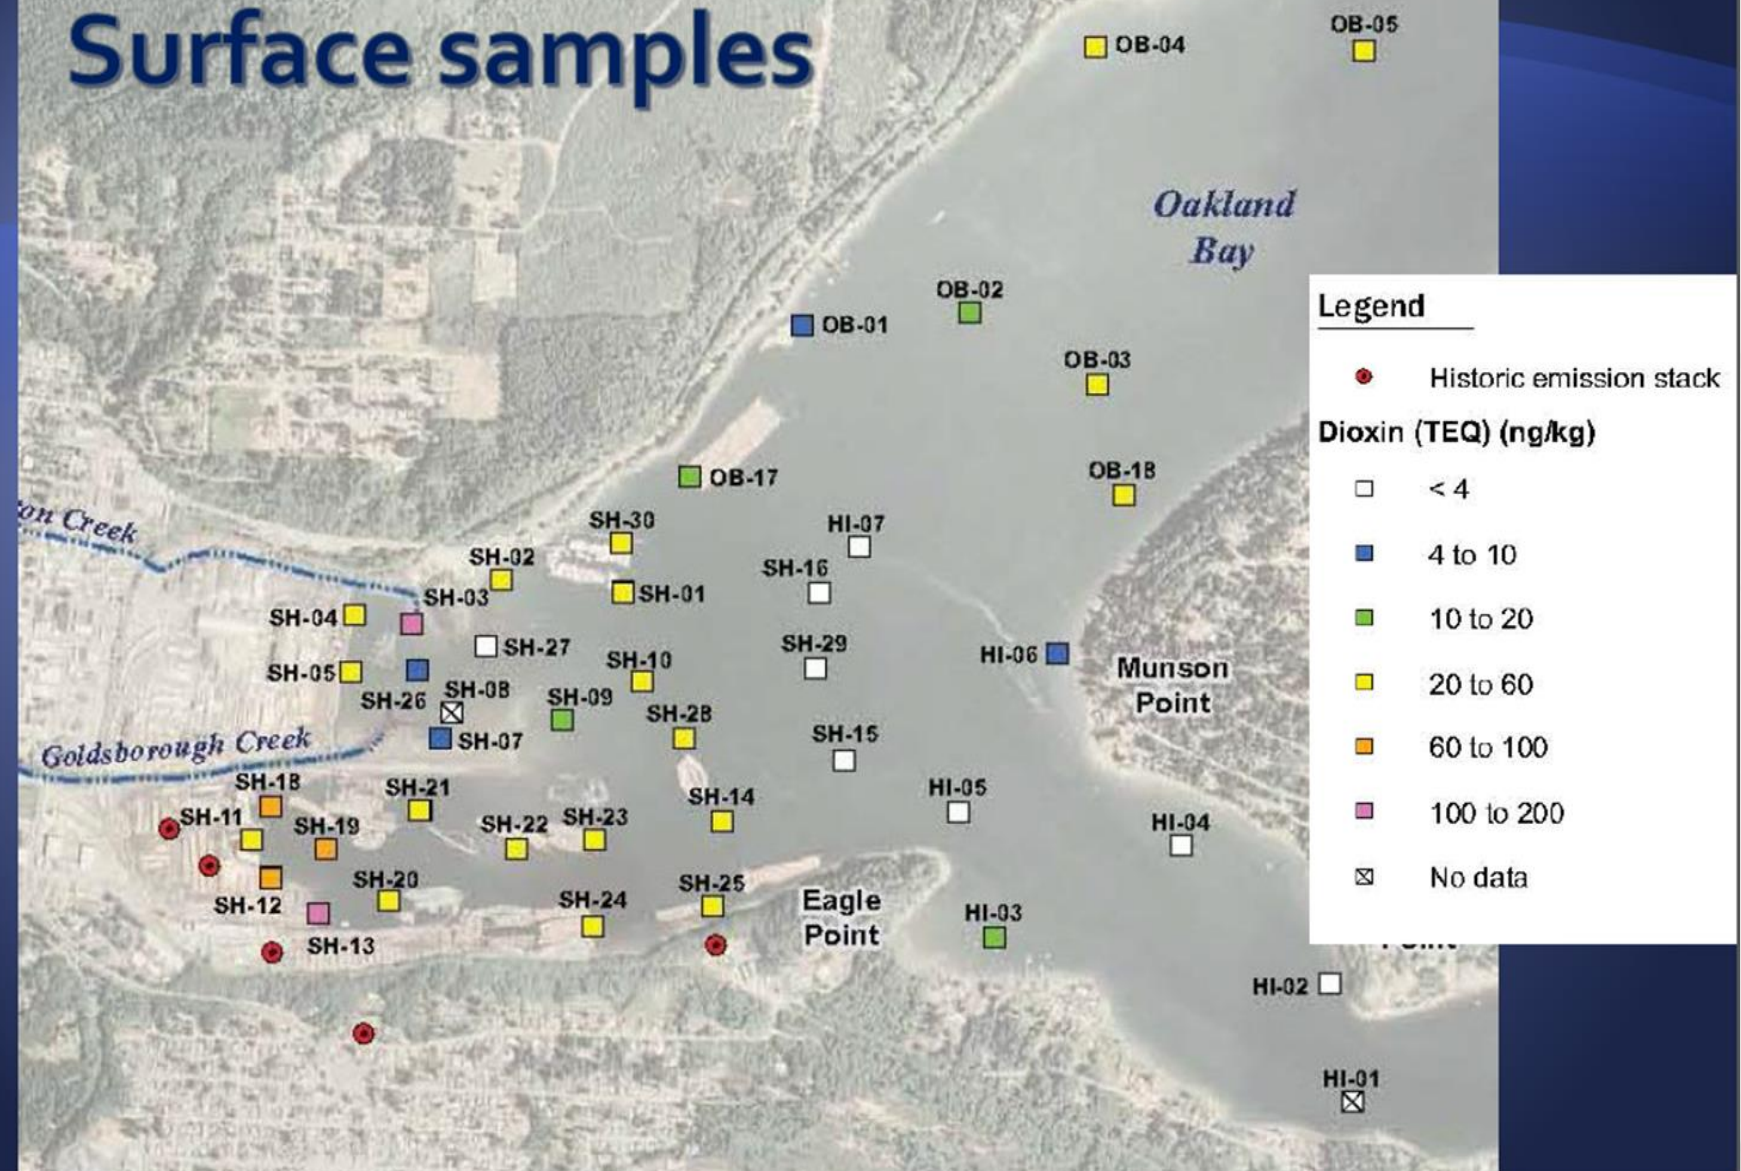 Surface samples
OB-04
OB-05
Oakland
Bay
OB-02
OB-01
OB-03
OB-17
OB-18
on Creek
SH-30
HI-07
SH-02
SH-16
SH-03
SH-01
SH-04
SH-27
SH-29
HI-06
Munson
Point
SH-05
SH-10
SH-26
SH-08
SH-09
SH-28
SH-07
SH-15
Goldsborough Creek
SH-18
SH-21
SH-14
HI-05
SH-11
SH-19
SH-22
SH-23
HI-04
SH-20
SH-25
SH-12
SH-24
Eagle
Point
HI-03
SH-13
HI-02
HI-01
Legend
Historic emission stack
Dioxin (TEQ) (ng/kg)
< 4
4 to 10
10 to 20
20 to 60
60 to 100
100 to 200
No data
Point